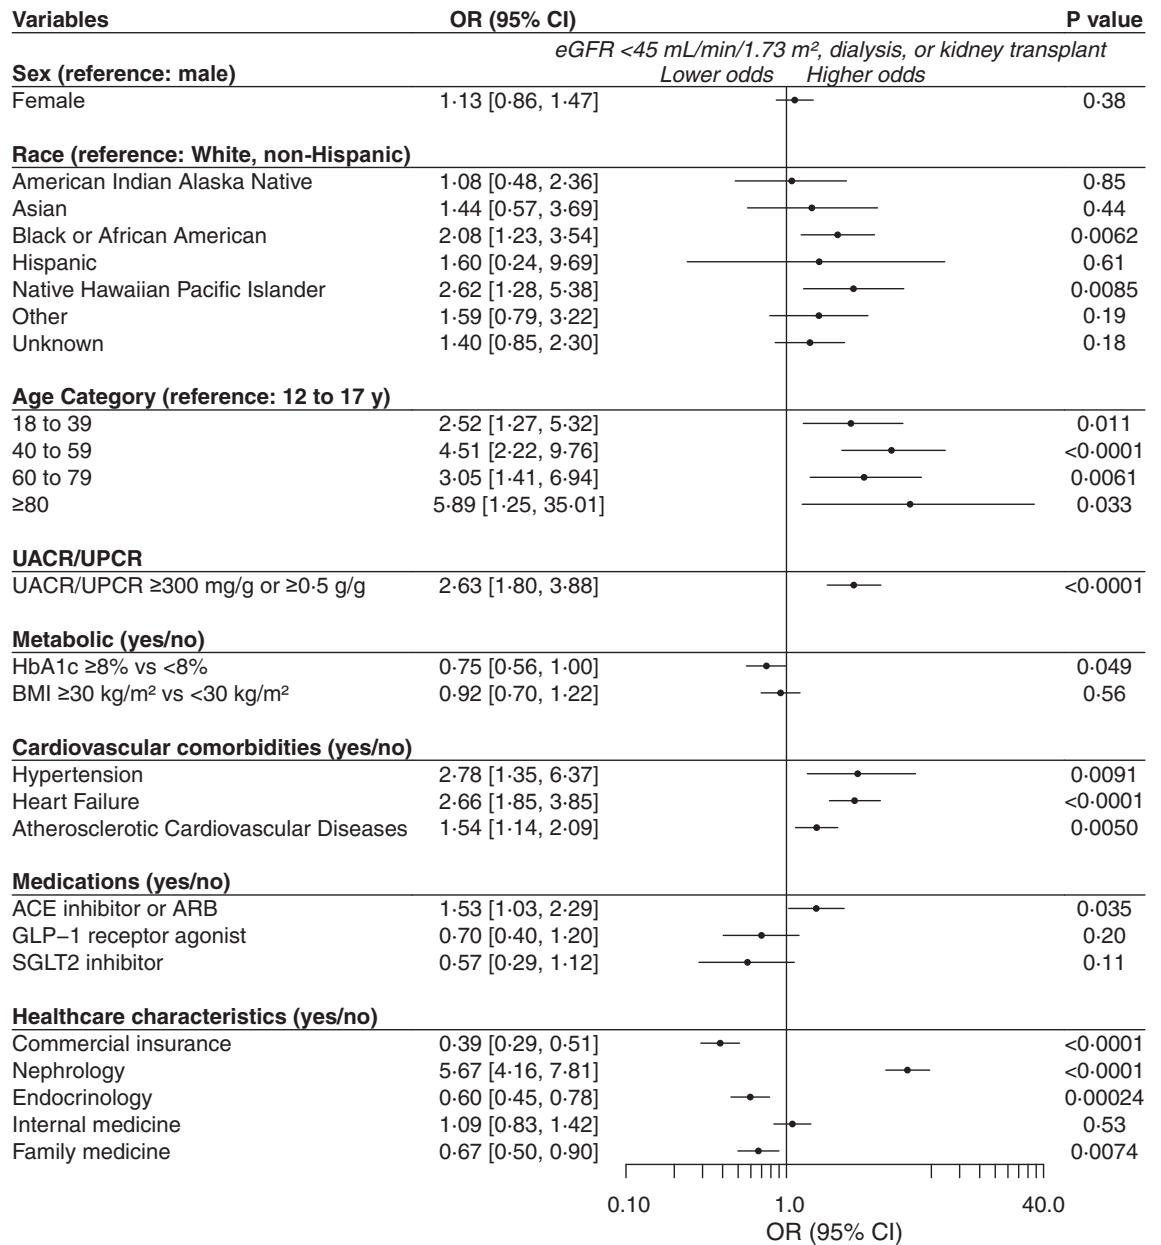 Variables OR (95% CI) P value
eGFR <45 mL/min/1.73 m², dialysis, or kidney transplant
Sex (reference: male) Lower odds Higher odds
Female 1·13 [0·86, 1·47] 0·38
Race (reference: White, non-Hispanic)
American Indian Alaska Native 1·08 [0·48, 2·36] 0·85
Asian 1·44 [0·57, 3·69] 0·44
Black or African American 2·08 [1·23, 3·54] 0·0062
Hispanic 1·60 [0·24, 9·69] 0·61
Native Hawaiian Pacific Islander 2·62 [1·28, 5·38] 0·0085
Other 1·59 [0·79, 3·22] 0·19
Unknown 1·40 [0·85, 2·30] 0·18
Age Category (reference: 12 to 17 y)
18 to 39 2·52 [1·27, 5·32] 0·011
40 to 59 4·51 [2·22, 9·76] <0·0001
60 to 79 3·05 [1·41, 6·94] 0·0061
≥80 5·89 [1·25, 35·01] 0·033
UACR/UPCR
UACR/UPCR ≥300 mg/g or ≥0·5 g/g 2·63 [1·80, 3·88] <0·0001
Metabolic (yes/no)
HbA1c ≥8% vs <8% 0·75 [0·56, 1·00] 0·049
BMI ≥30 kg/m² vs <30 kg/m² 0·92 [0·70, 1·22] 0·56
Cardiovascular comorbidities (yes/no)
Hypertension 2·78 [1·35, 6·37] 0·0091
Heart Failure 2·66 [1·85, 3·85] <0·0001
Atherosclerotic Cardiovascular Diseases 1·54 [1·14, 2·09] 0·0050
Medications (yes/no)
ACE inhibitor or ARB 1·53 [1·03, 2·29] 0·035
GLP−1 receptor agonist 0·70 [0·40, 1·20] 0·20
SGLT2 inhibitor 0·57 [0·29, 1·12] 0·11
Healthcare characteristics (yes/no)
Commercial insurance 0·39 [0·29, 0·51] <0·0001
Nephrology 5·67 [4·16, 7·81] <0·0001
Endocrinology 0·60 [0·45, 0·78] 0·00024
Internal medicine 1·09 [0·83, 1·42] 0·53
Family medicine 0·67 [0·50, 0·90] 0·0074
0.10 1.0 40.0
OR (95% CI)